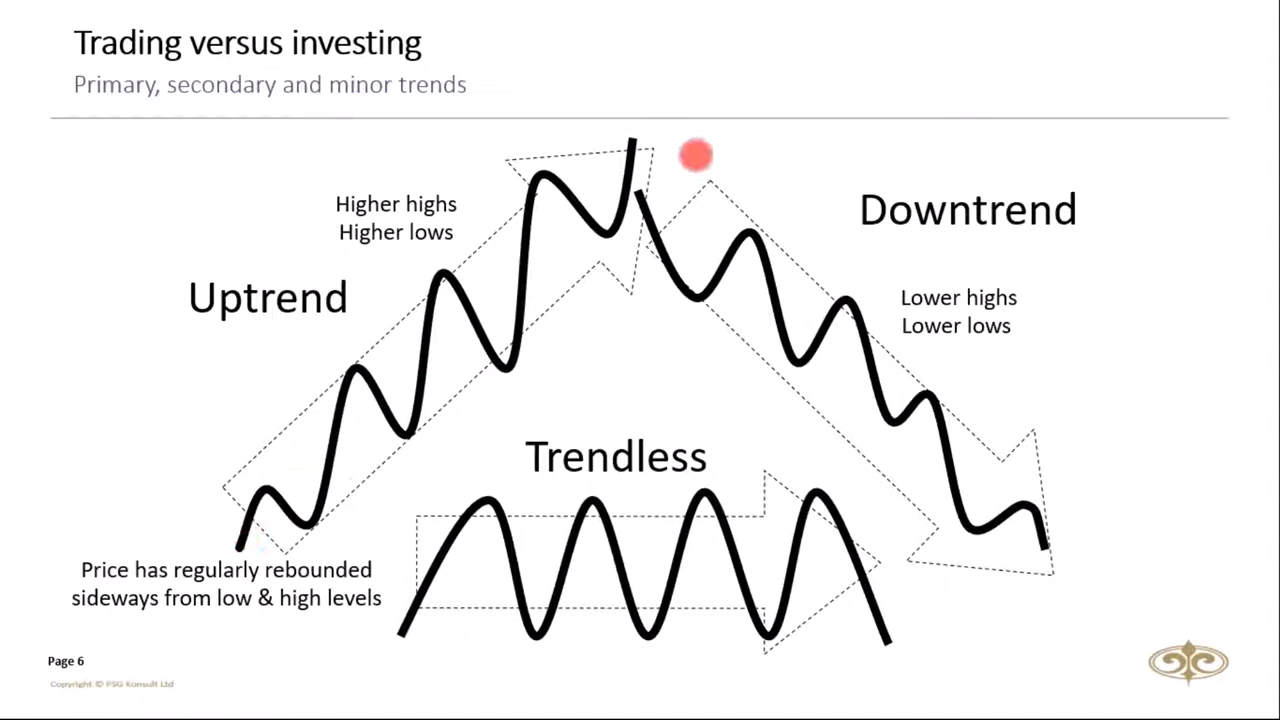 Trading versus investing
Primary, secondary and minor trends
Higher highs
Higher lows
Uptrend
Downtrend
Lower highs
Lower lows
Trendless
Price has regularly rebounded
sideways from low & high levels
Page 6
Copyright © PSG Konsult Ltd